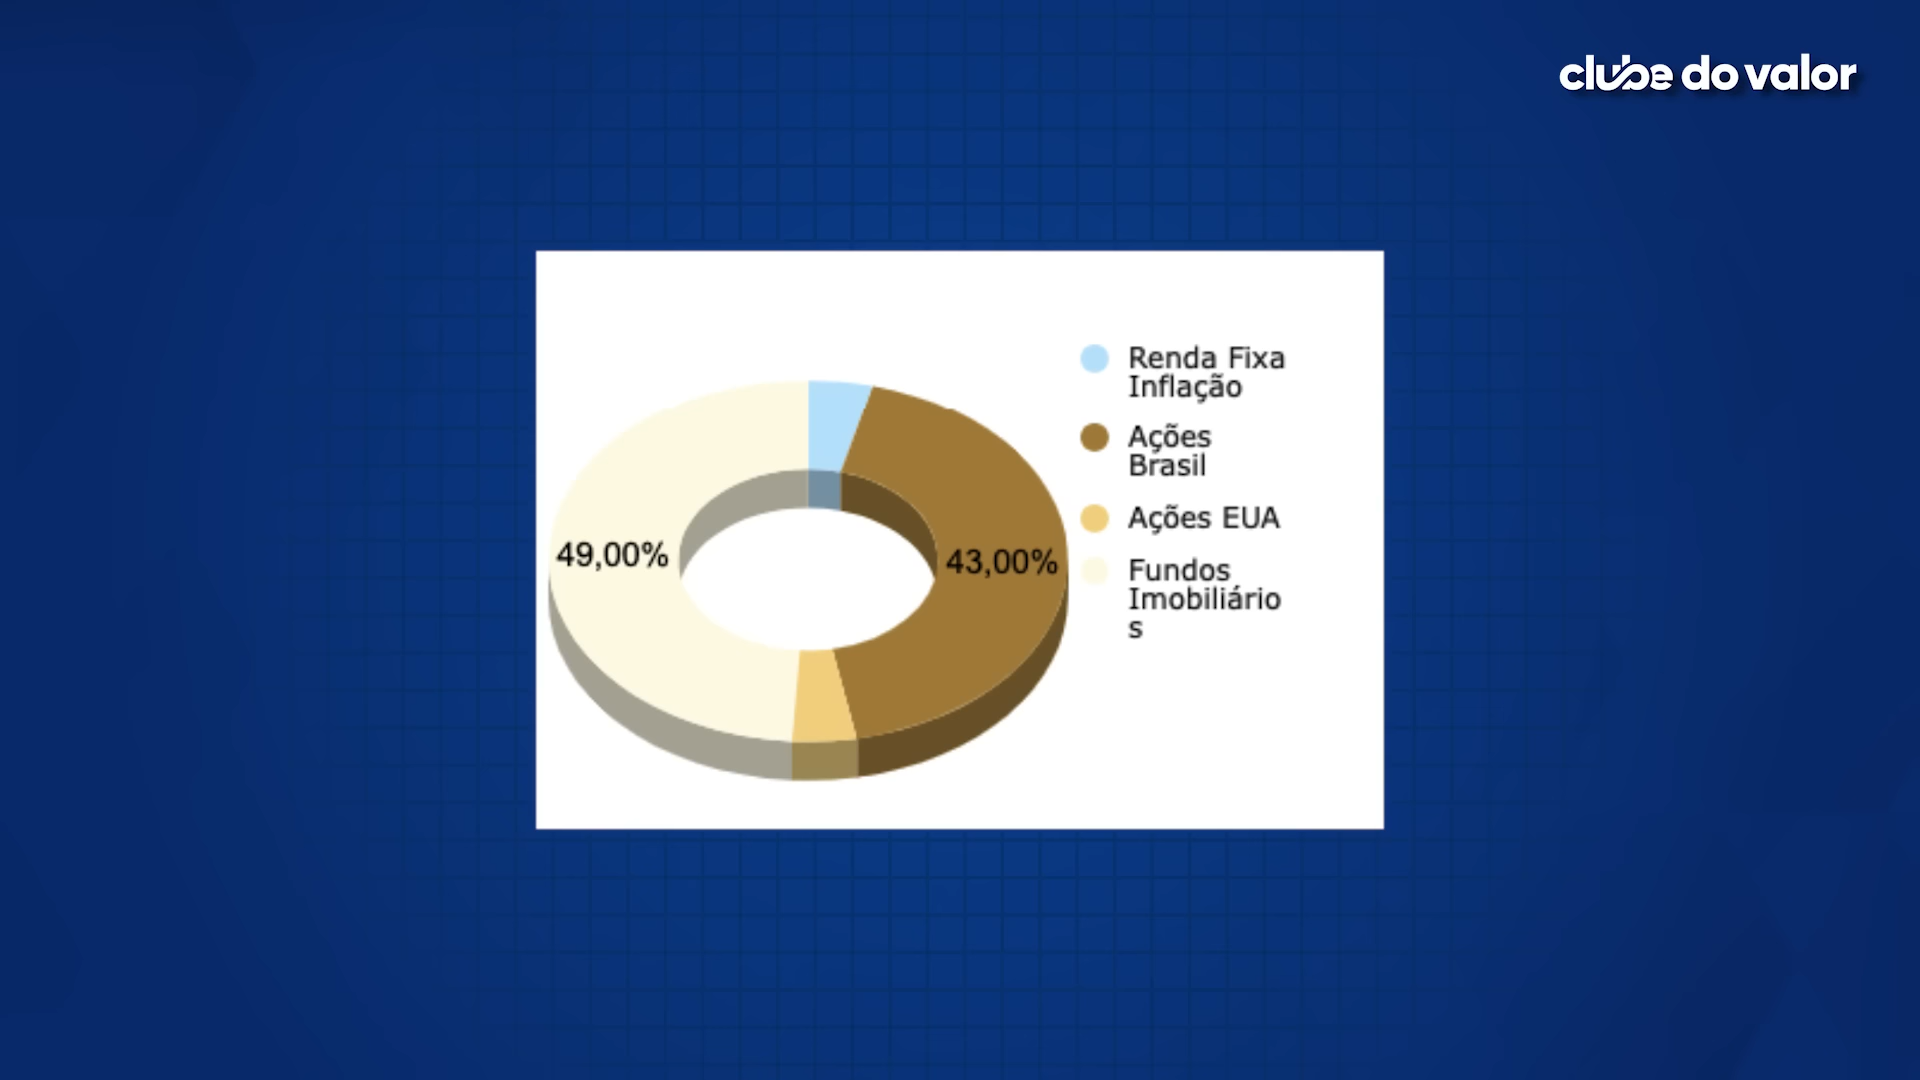 clube do valor
Renda Fixa
Inflação
Ações
Brasil
Ações EUA
49,00%
43,00%
Fundos
Imobiliário
s